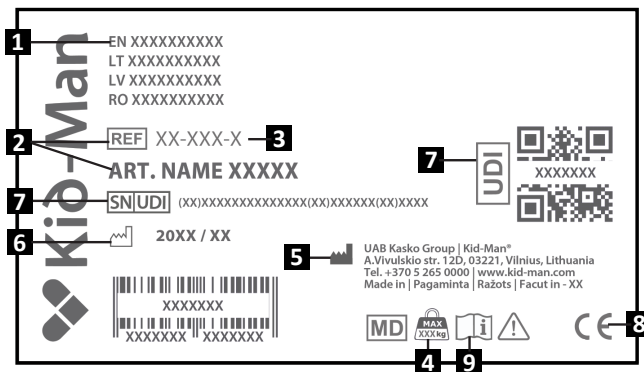 1
EN XXXXXXXXXX
LT XXXXXXXXXX
LV XXXXXXXXXX
RO XXXXXXXXXX
Kid-Man
2
REF XX-XXX-X
3
ART. NAME XXXXX
7
SN UDI (XX)XXXXXXXXXXXXXX(XX)XXXXXX(XX)XXXX
6
20XX / XX
7
UDI
XXXXXXX
5
UAB Kasko Group | Kid-Man®
A.Vivulskio str. 12D, 03221, Vilnius, Lithuania
Tel. +370 5 265 0000 | www.kid-man.com
Made in | Pagaminta | Ražots | Facut in - XX
XXXXXXX
XXXXXXX XXXXXXX
MD
MAX
XXX kg
i
CE
8
4
9